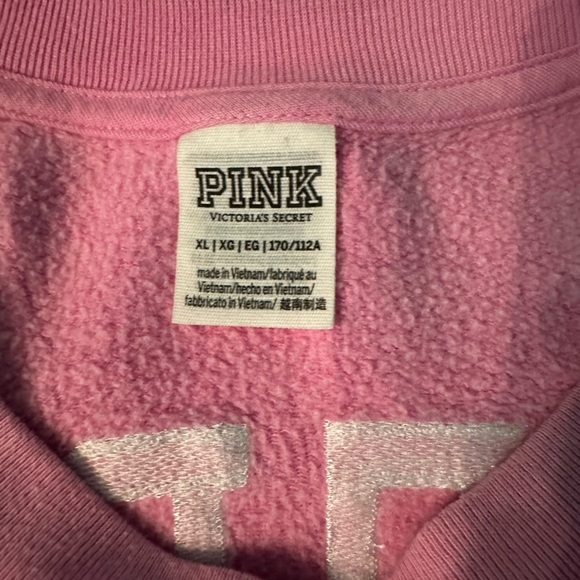 PINK
VICTORIA'S SECRET
XL | XG | EG | 170/112A
made in Vietnam/fabriqué au
Vietnam/hecho en Vietnam/
fabbricato in Vietnam/ 越南制造